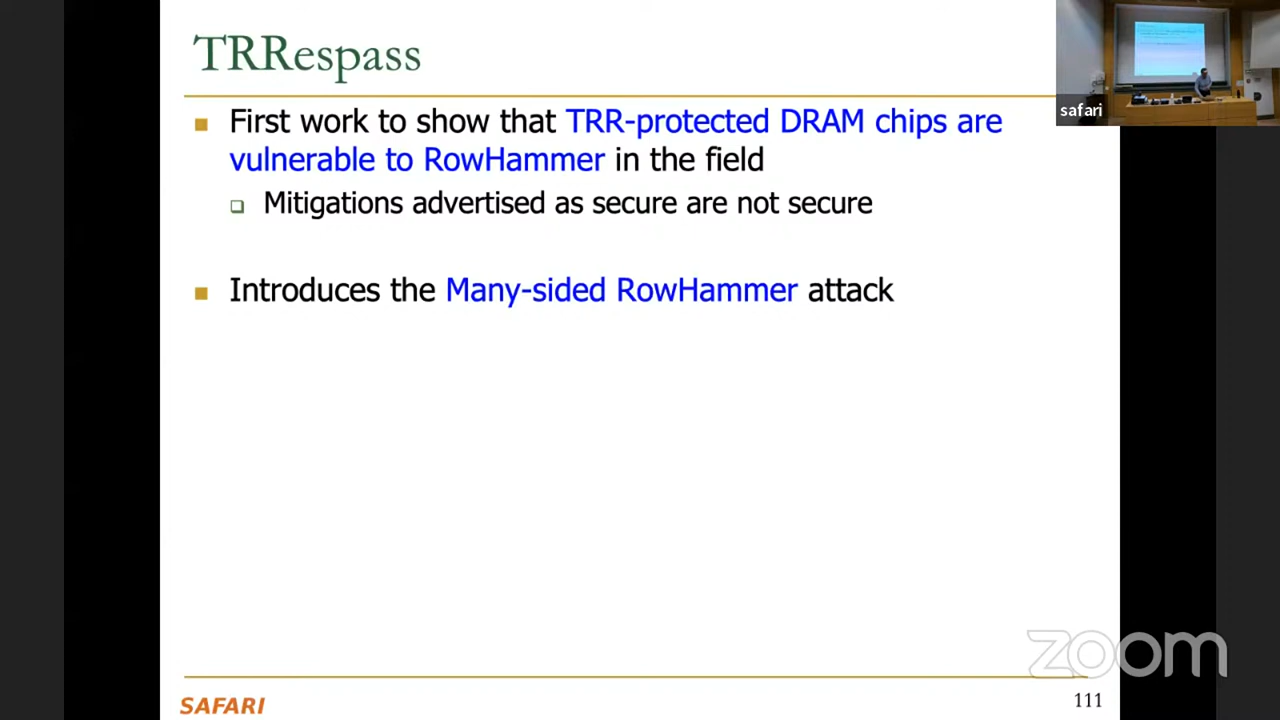 TRRespass
safari
First work to show that TRR-protected DRAM chips are
vulnerable to RowHammer in the field
Mitigations advertised as secure are not secure
Introduces the Many-sided RowHammer attack
zoom
SAFARI
111